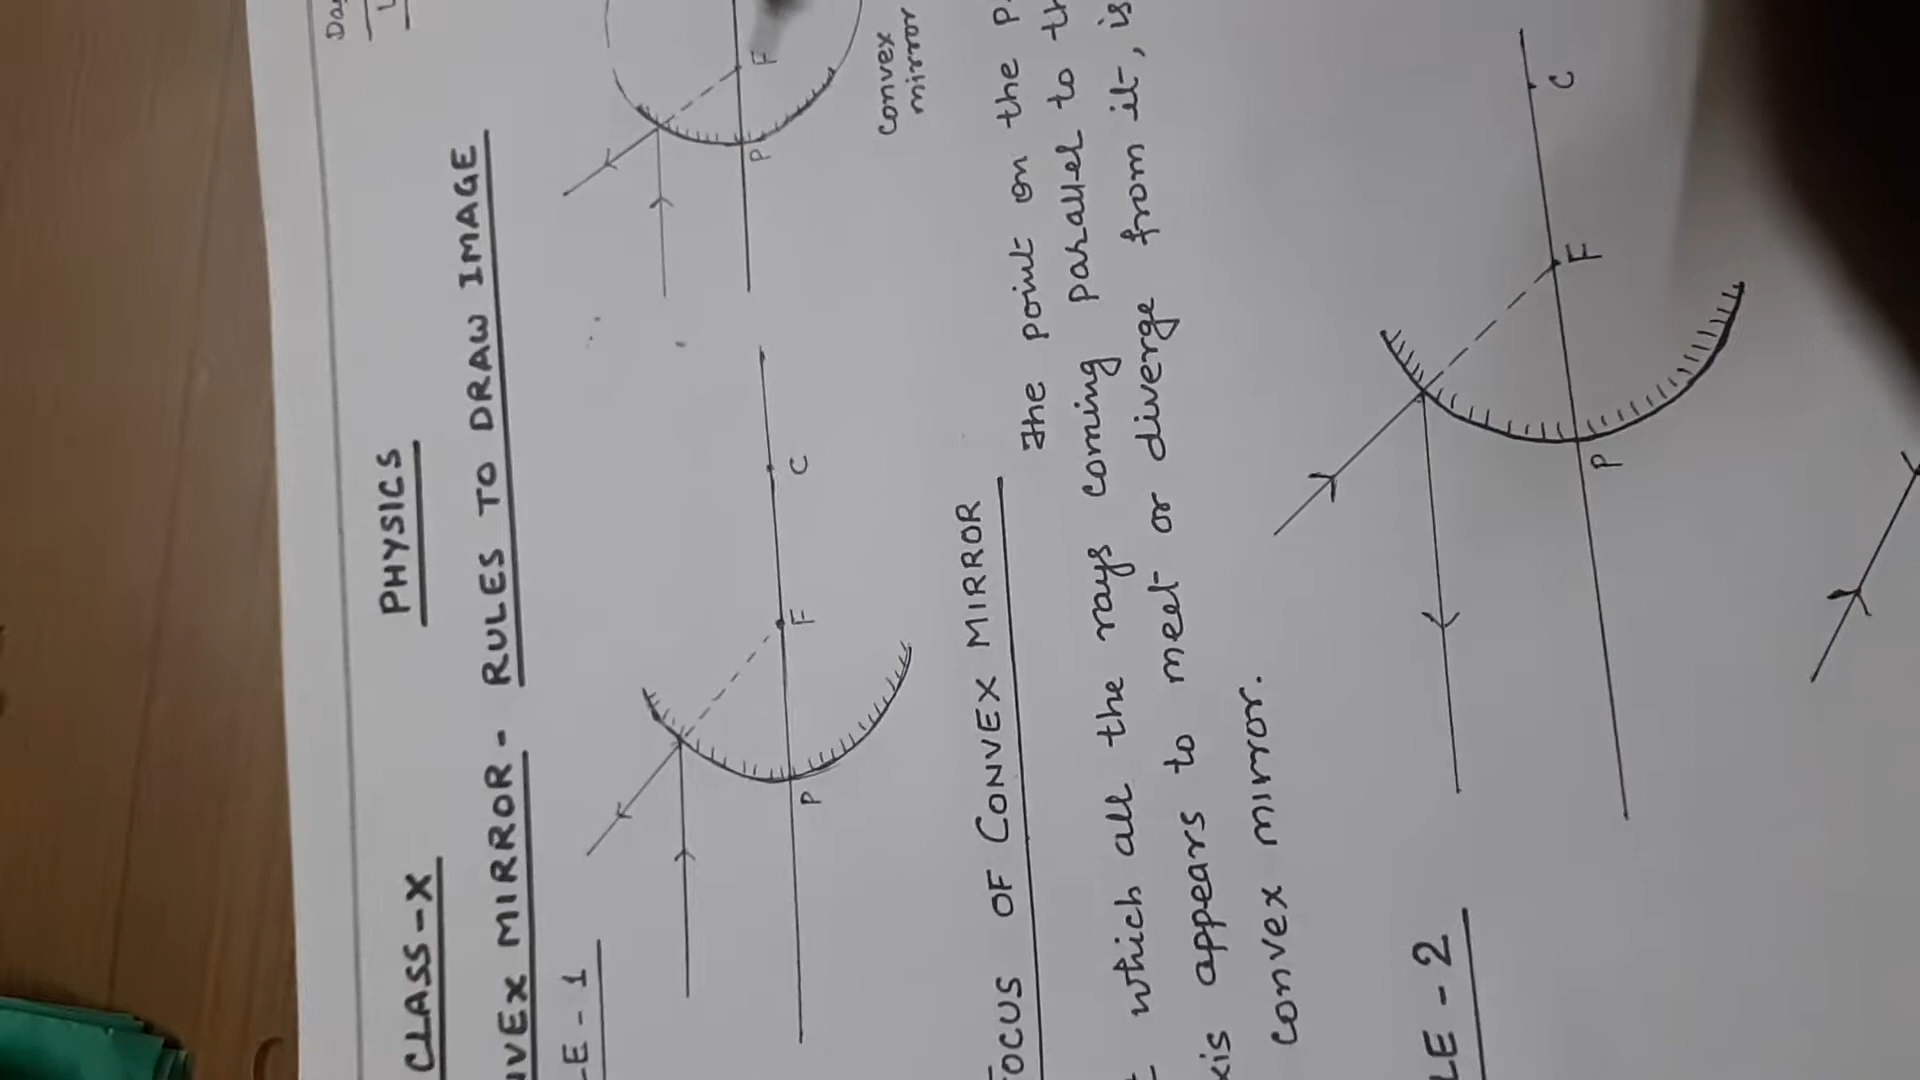 CLASS-X
PHYSICS
MIRROR - RULES TO DRAW IMAGE
E-1
P
F
C
P
F
convex
mirror
OF CONVEX MIRROR
The point on the
which all the rays coming parallel to
appears to meet or diverge from it, is
convex mirror.
- 2
P
F
C